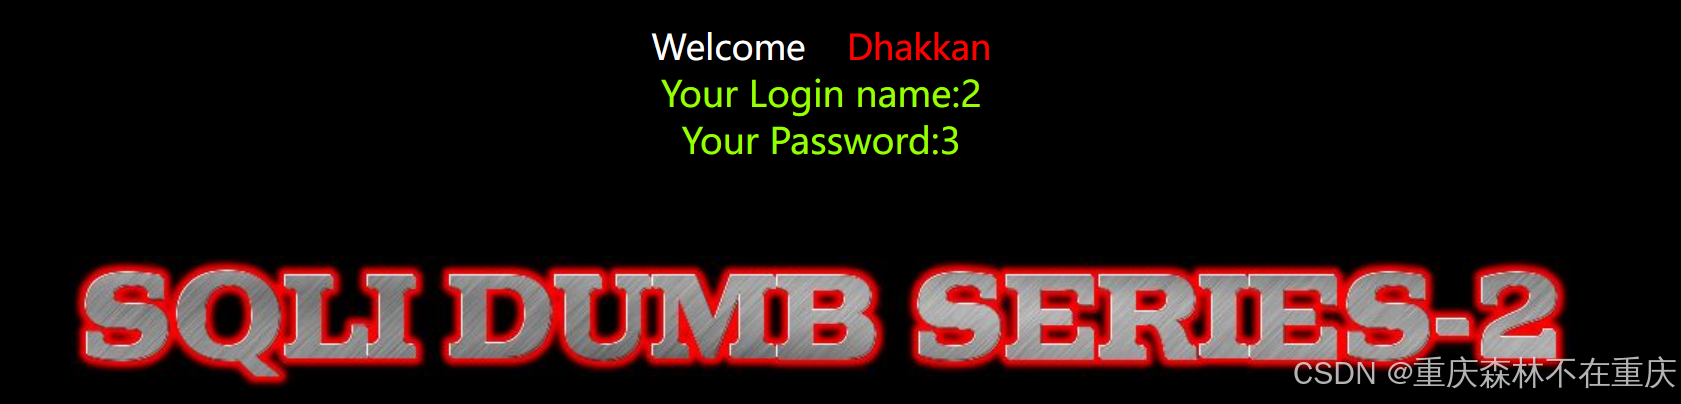 Welcome Dhakkan
Your Login name:2
Your Password:3
SQLI DUMB SERIES-2
CSDN @重庆森林不在重庆